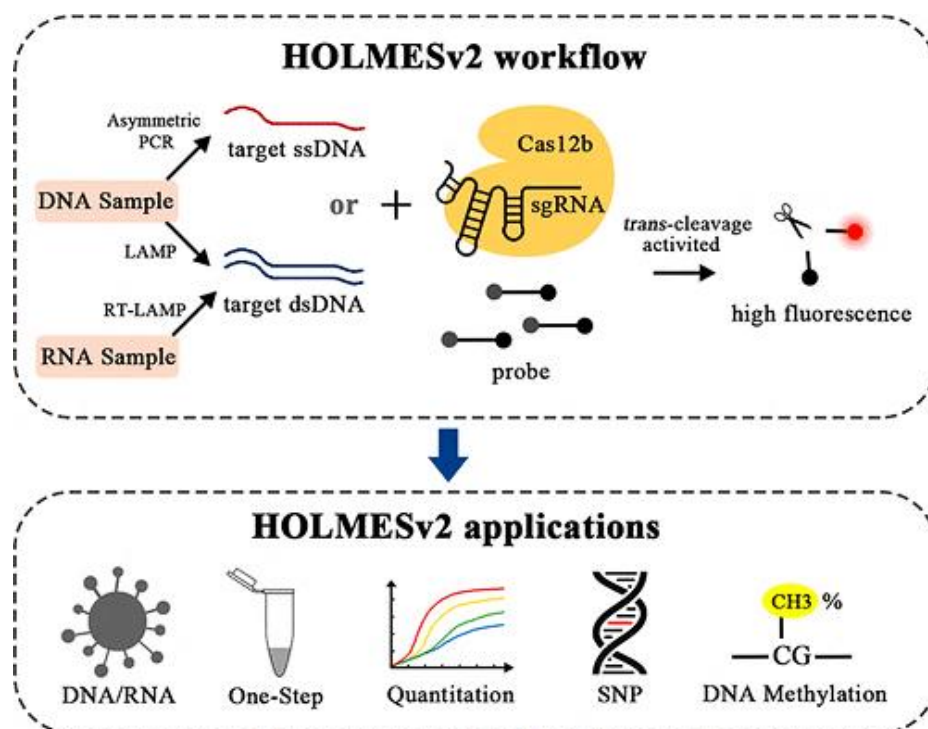 HOLMESv2 workflow
Asymmetric
PCR
target ssDNA
DNA Sample
LAMP
RT-LAMP
target dsDNA
RNA Sample
or
+
Cas12b
sgRNA
probe
trans-cleavage
activited
high fluorescence
HOLMESv2 applications
DNA/RNA
One-Step
Quantitation
SNP
CH3 %
CG
DNA Methylation